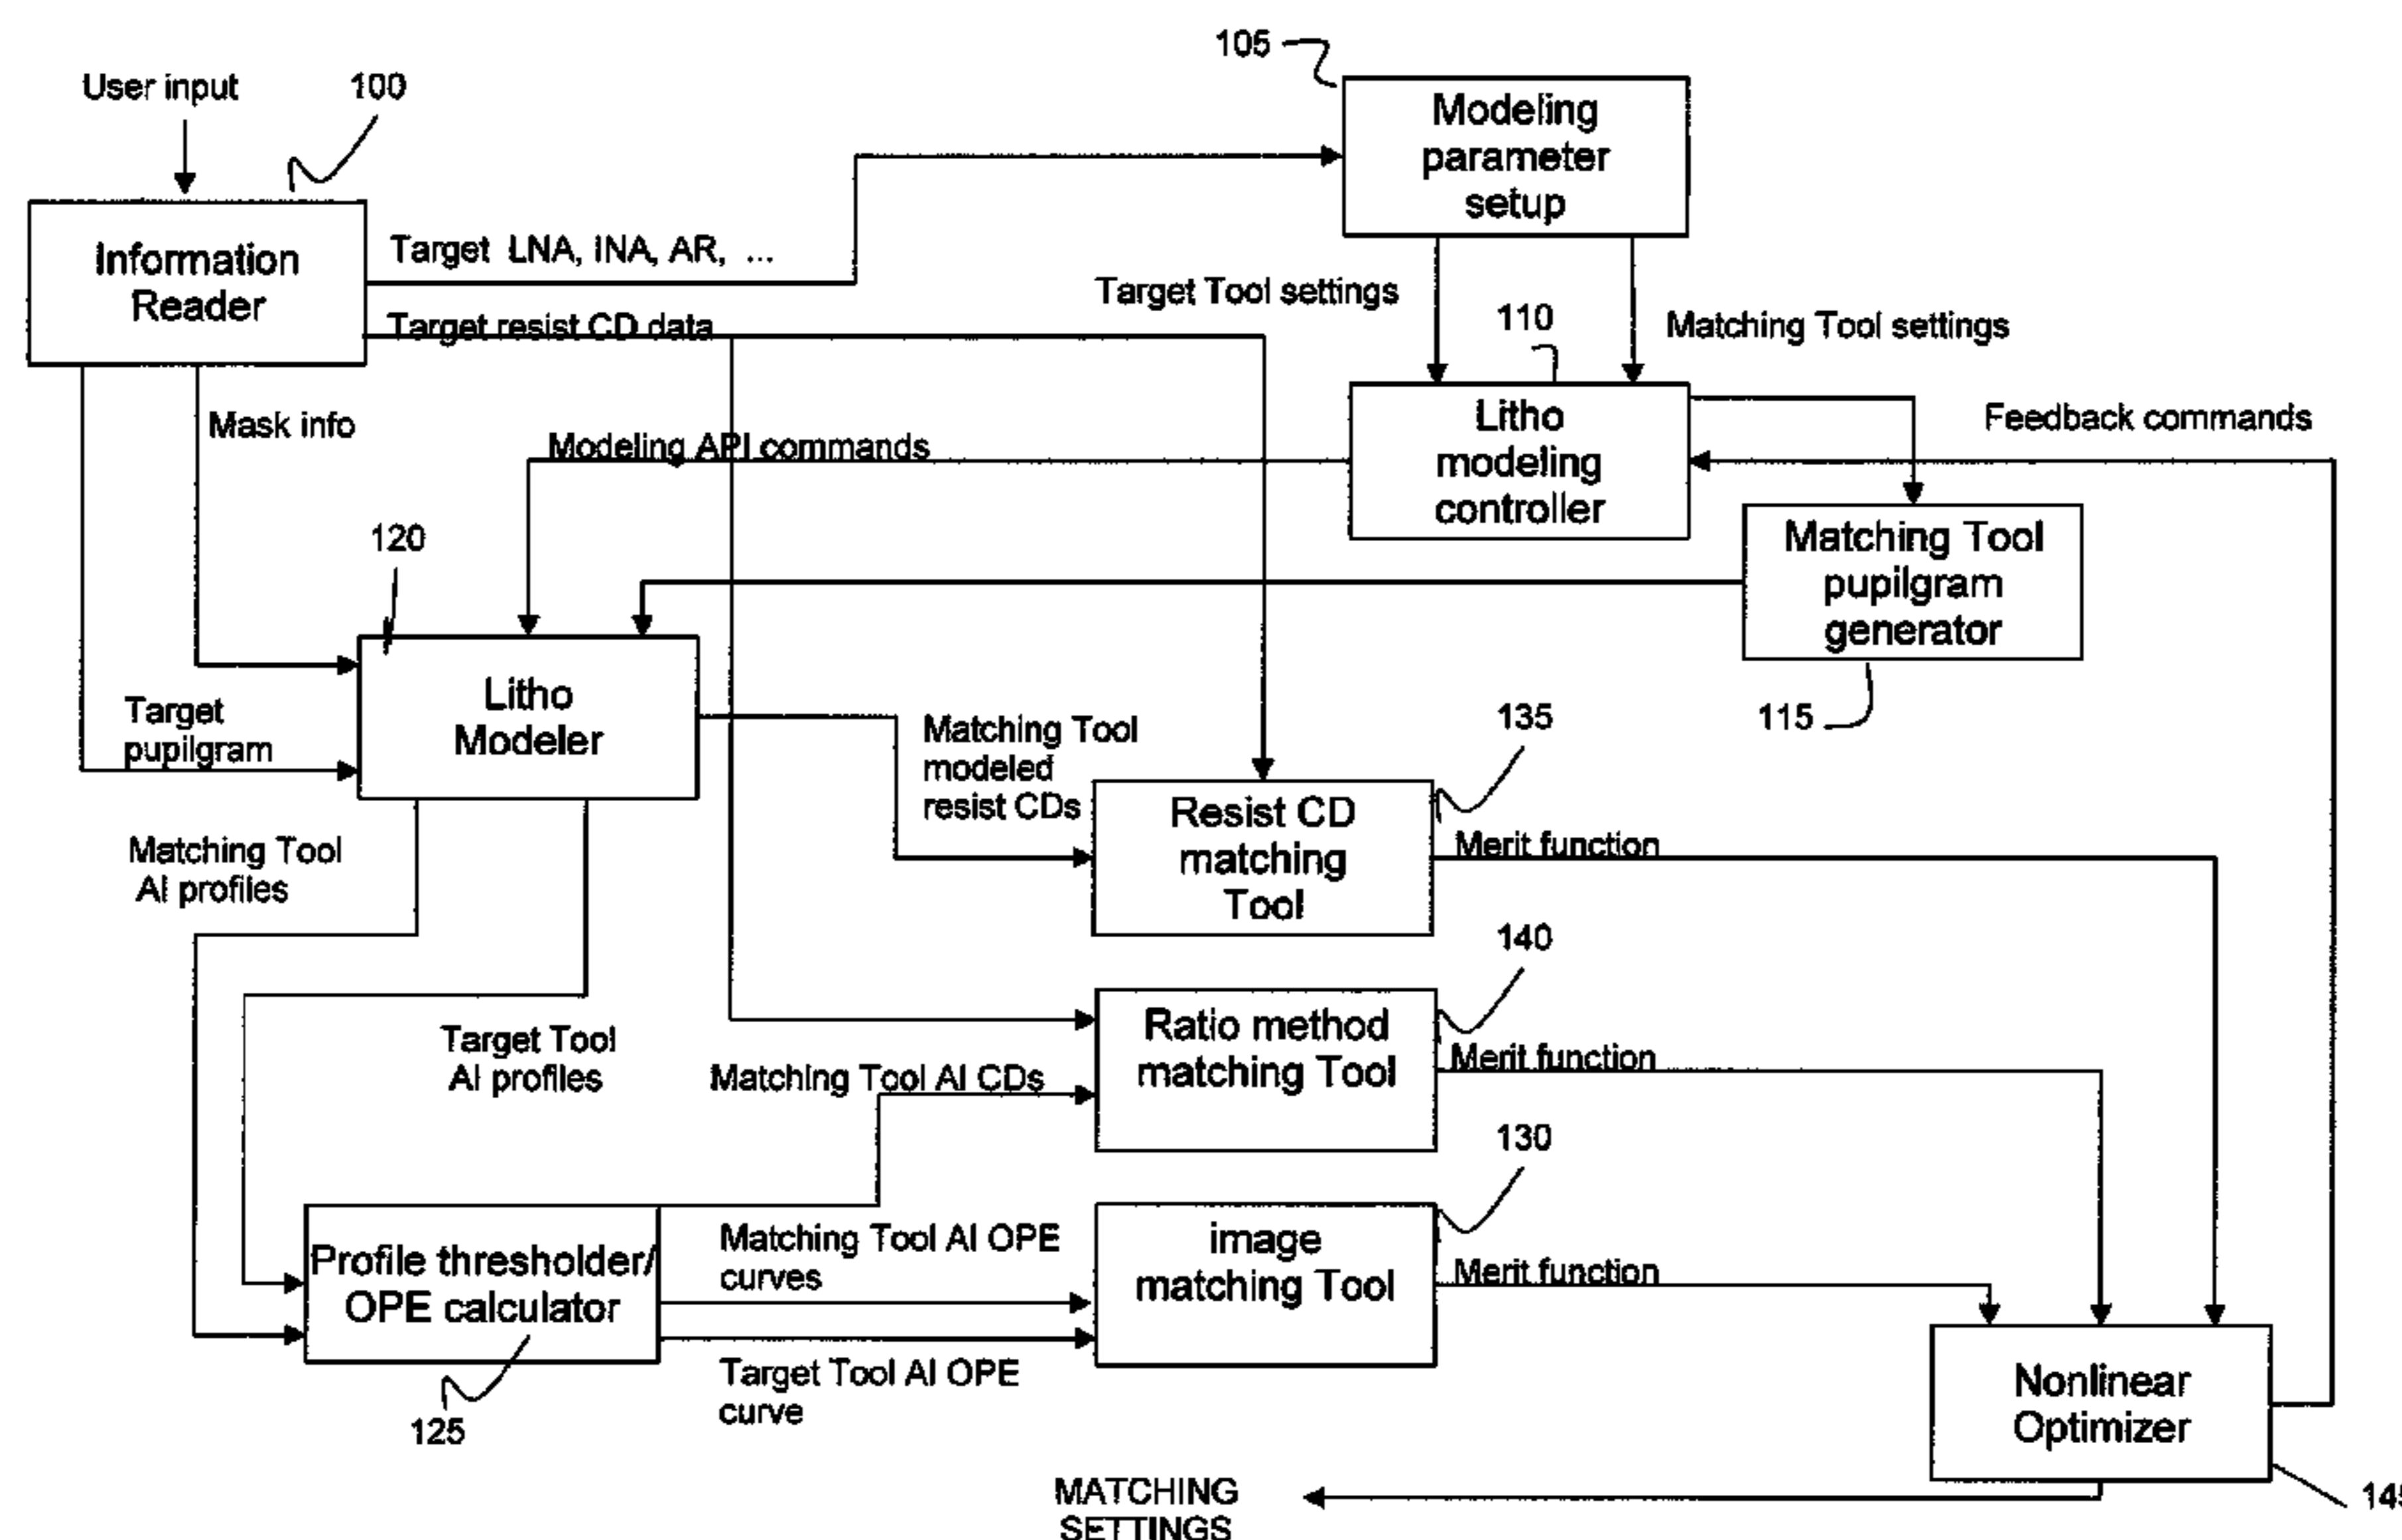 105
User input
100
Modeling
parameter
setup
Information
Reader
Target LNA, INA, AR, ...
Target Tool settings
110
Target resist CD data
Matching Tool settings
Mask info
Litho
modeling
controller
Feedback commands
Modeling API commands
120
Matching Tool
pupilgram
generator
115
Litho
Modeler
Target
pupilgram
135
Matching Tool
modeled
resist CDs
Resist CD
matching
Tool
Merit function
Matching Tool
AI profiles
140
Ratio method
matching Tool
Merit function
Target Tool
AI profiles
Matching Tool AI CDs
130
image
matching Tool
Merit function
Matching Tool AI OPE
curves
Profile thresholder/
OPE calculator
Target Tool AI OPE
curve
125
Nonlinear
Optimizer
MATCHING
SETTINGS
145